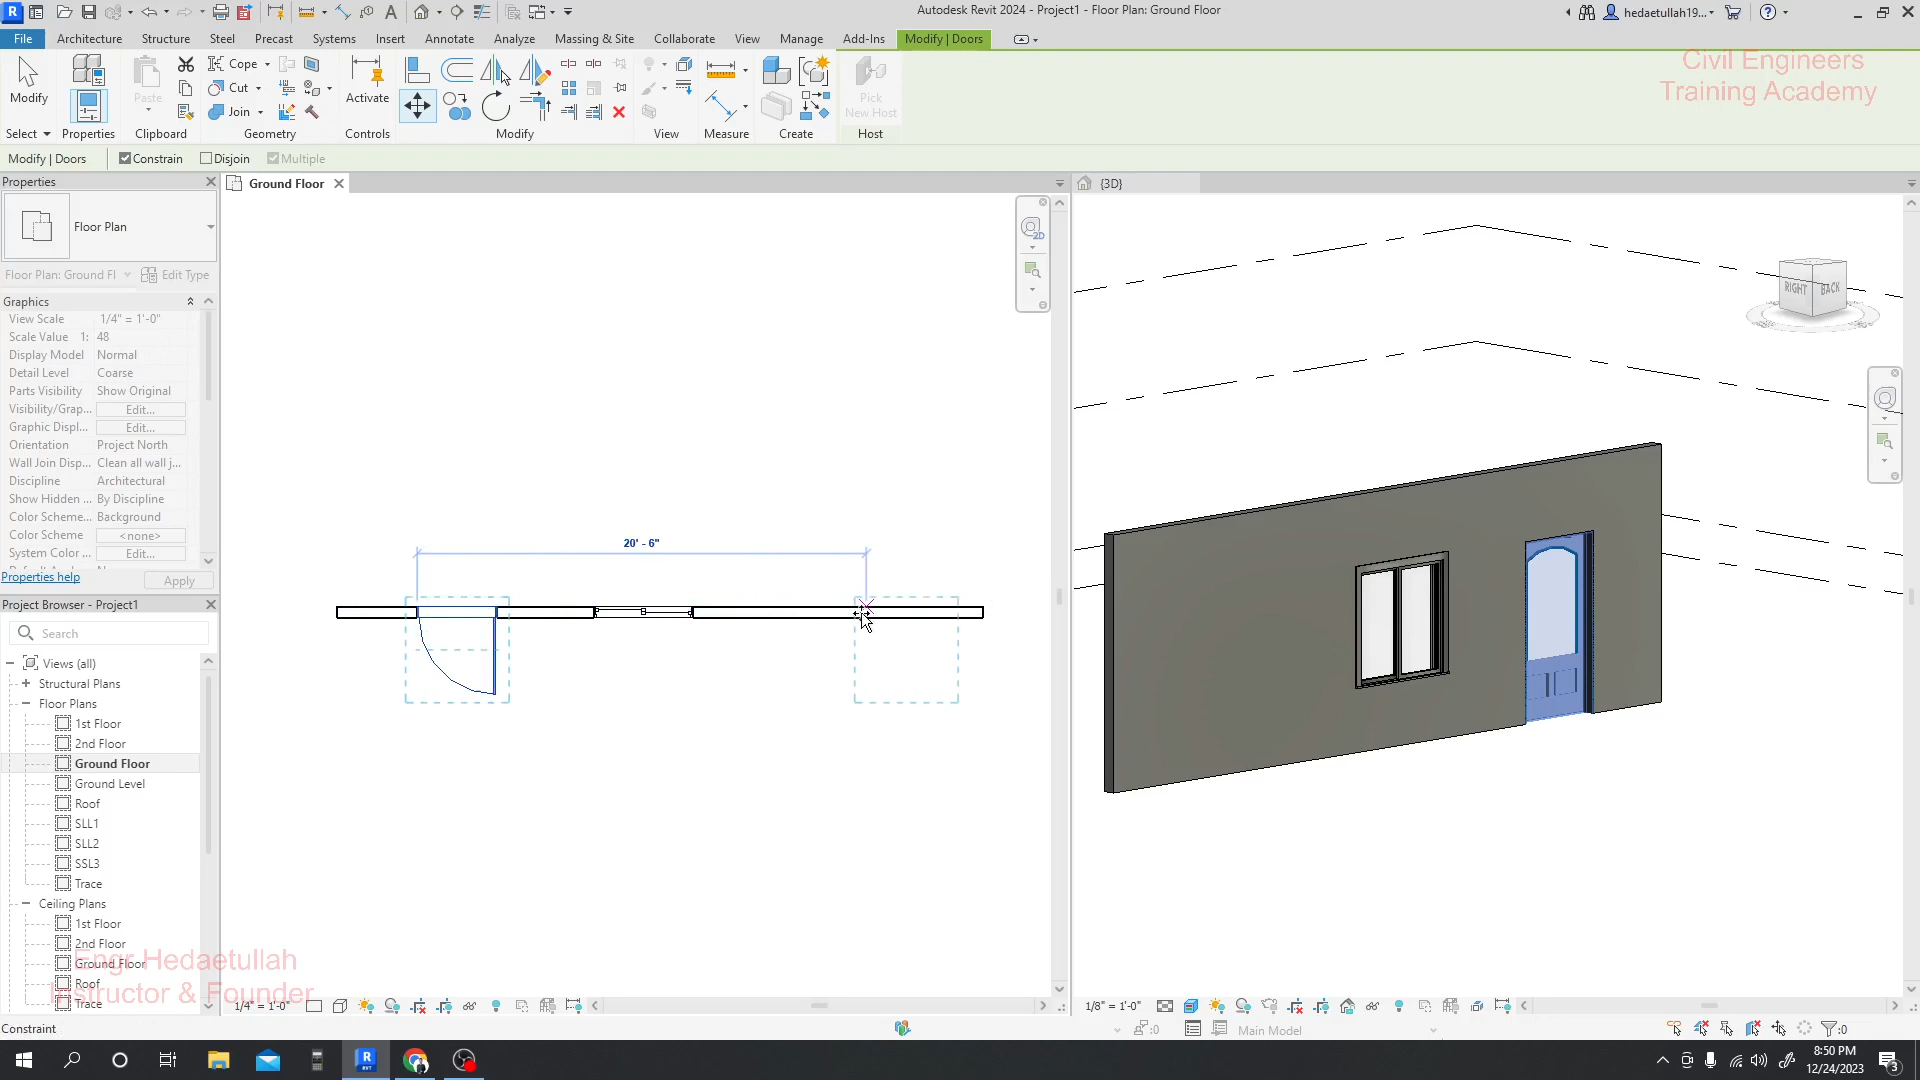 Autodesk Revit 2024 - Project1 - Floor Plan: Ground Floor
hedaetullah19...
File Architecture Structure Steel Precast Systems Insert Annotate Analyze Massing & Site Collaborate View Manage Add-Ins Modify | Doors
Civil Engineers
Training Academy
Modify
Paste
Cope
Cut
Join
Activate
Pick
New Host
Select Properties Clipboard Geometry Controls Modify View Measure Create Host
Modify | Doors Constrain Disjoin Multiple
Properties
Floor Plan
Floor Plan: Ground Fl Edit Type
Graphics
View Scale 1/4" = 1'-0"
Scale Value 1: 48
Display Model Normal
Detail Level Coarse
Parts Visibility Show Original
Visibility/Grap... Edit...
Graphic Displ... Edit...
Orientation Project North
Wall Join Disp... Clean all wall j...
Discipline Architectural
Show Hidden ... By Discipline
Color Scheme... Background
Color Scheme <none>
System Color ... Edit...
Properties help Apply
Project Browser - Project1
Search
Views (all)
Structural Plans
Floor Plans
1st Floor
2nd Floor
Ground Floor
Ground Level
Roof
SLL1
SLL2
SSL3
Trace
Ceiling Plans
1st Floor
2nd Floor
Ground Floor
Roof
Trace
Engr.Hedaetullah
Instructor & Founder
Ground Floor
2D
20' - 6"
1/4" = 1'-0"
{3D}
RIGHT BACK
1/8" = 1'-0"
Constraint
:0
Main Model
:0
8:50 PM
12/24/2023
3